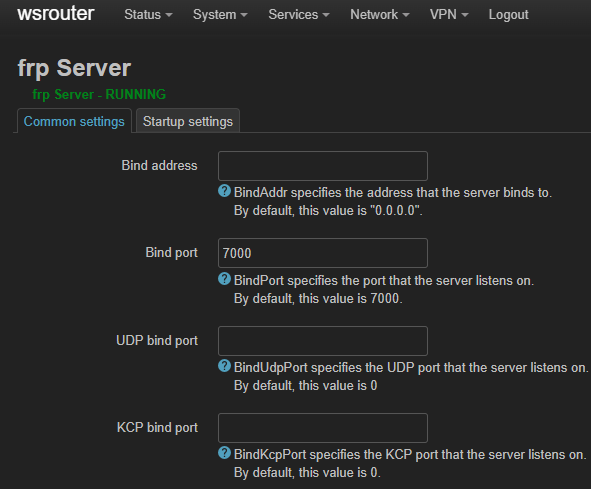 wsrouter Status System Services Network VPN Logout
frp Server
frp Server - RUNNING
Common settings Startup settings
Bind address
BindAddr specifies the address that the server binds to.
By default, this value is "0.0.0.0".
Bind port 7000
BindPort specifies the port that the server listens on.
By default, this value is 7000.
UDP bind port
BindUdpPort specifies the UDP port that the server listens on.
By default, this value is 0
KCP bind port
BindKcpPort specifies the KCP port that the server listens on.
By default, this value is 0.